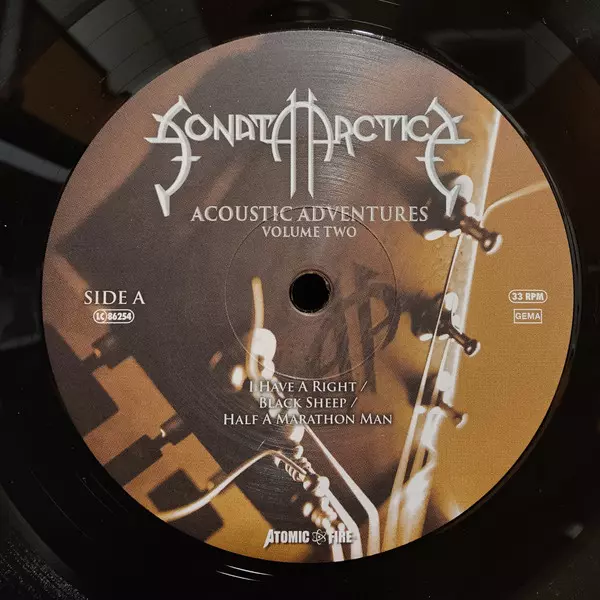 SONATA ARCTICA
ACOUSTIC ADVENTURES
VOLUME TWO
SIDE A
LC 86254
33 RPM
GEMA
I HAVE A RIGHT /
BLACK SHEEP /
HALF A MARATHON MAN
ATOMIC FIRE